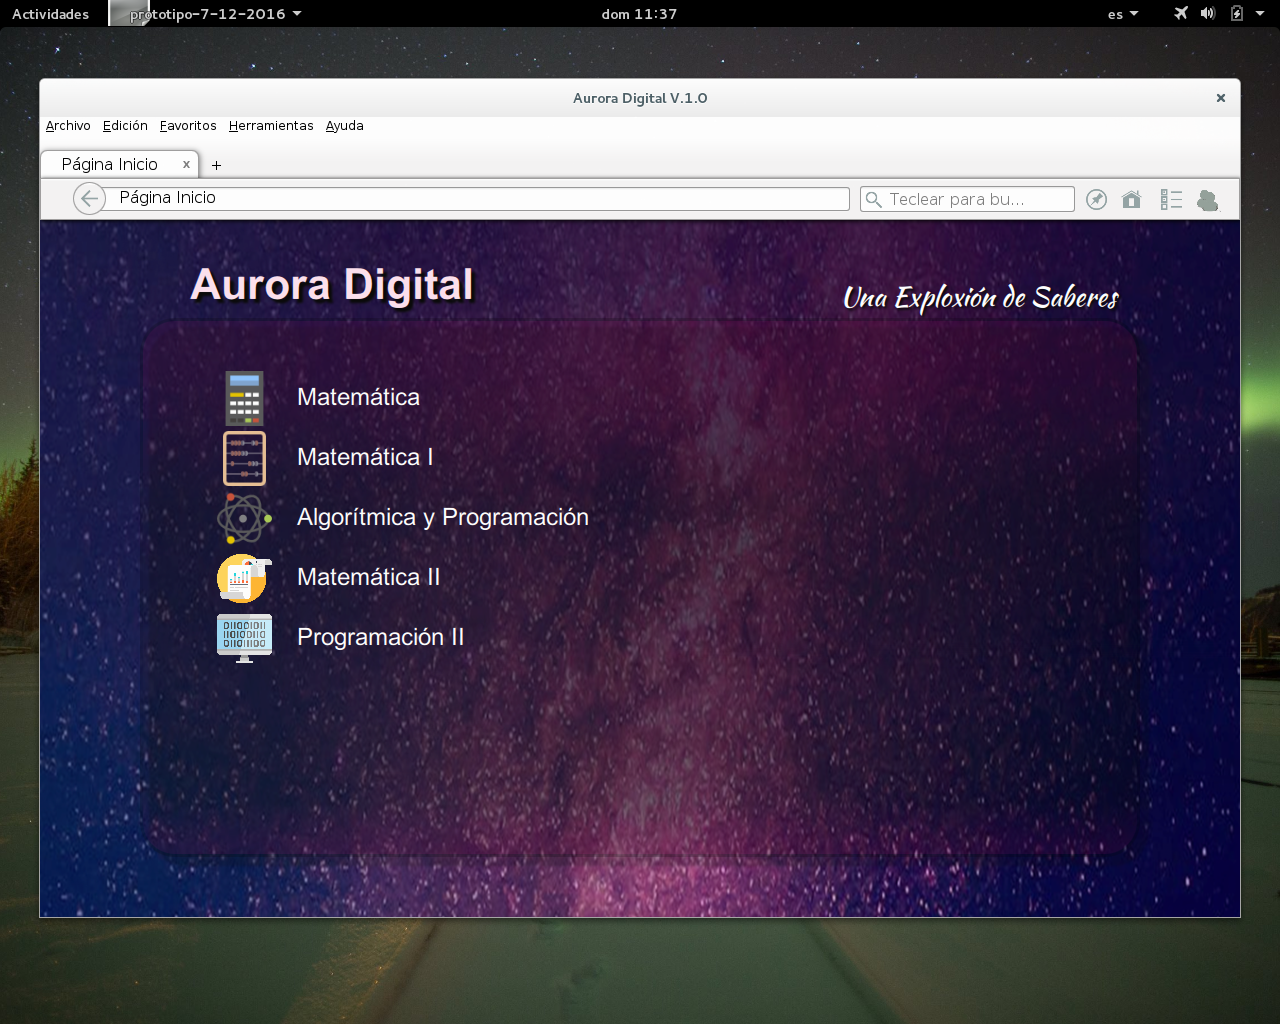 Actividades prototipo-7-12-2016 dom 11:37 es
Aurora Digital V.1.0
Archivo Edición Favoritos Herramientas Ayuda
Página Inicio x +
Página Inicio Teclear para bu...
Aurora Digital
Una Exploxión de Saberes
Matemática
Matemática I
Algorítmica y Programación
Matemática II
Programación II